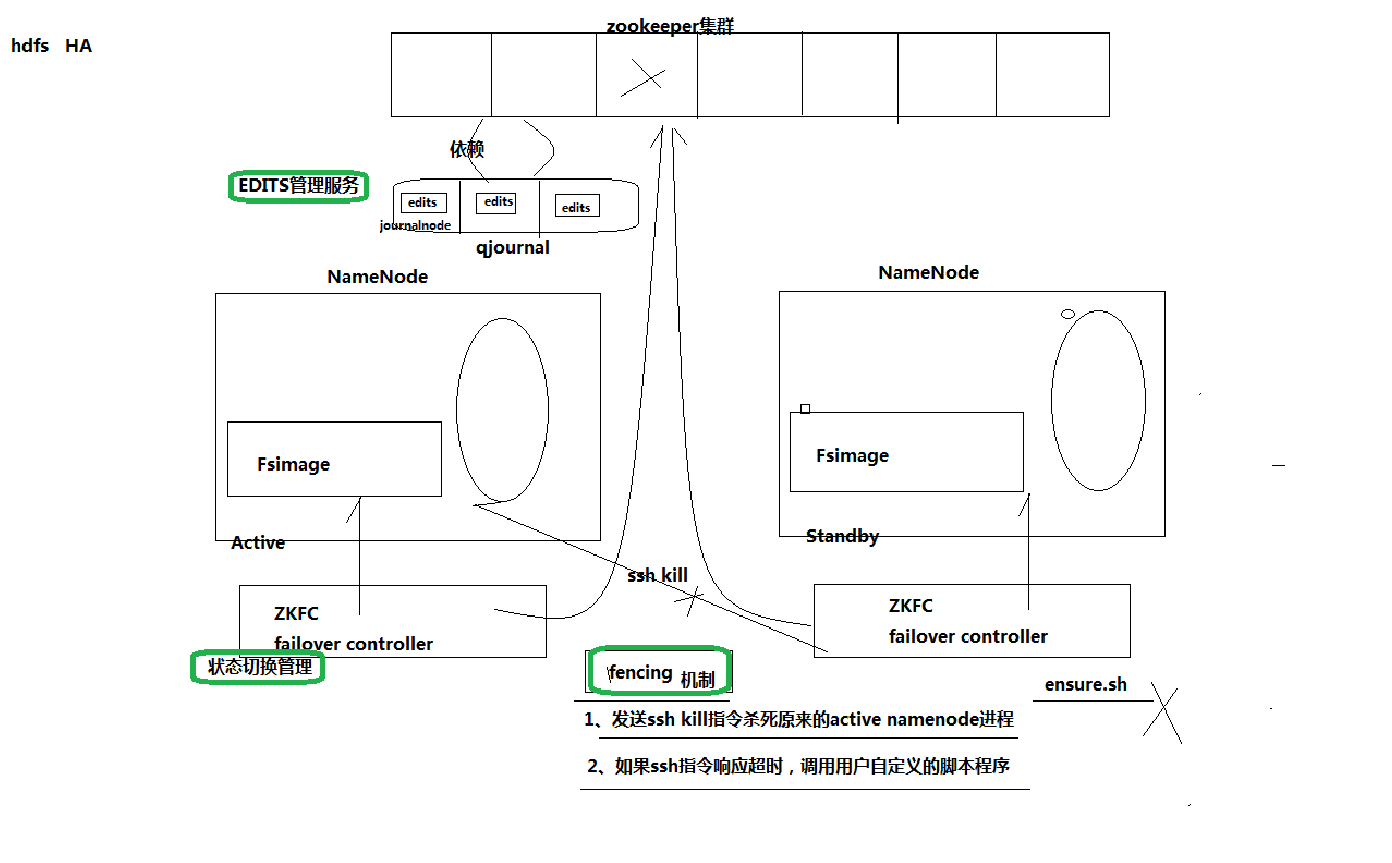 zookeeper集群
hdfs HA
依赖
EDITS管理服务
edits
edits
edits
journalnode
qjournal
NameNode
NameNode
Fsimage
Fsimage
Active
Standby
ssh kill
ZKFC
failover controller
ZKFC
failover controller
状态切换管理
fencing 机制
ensure.sh
1、发送ssh kill指令杀死原来的active namenode进程
2、如果ssh指令响应超时，调用用户自定义的脚本程序